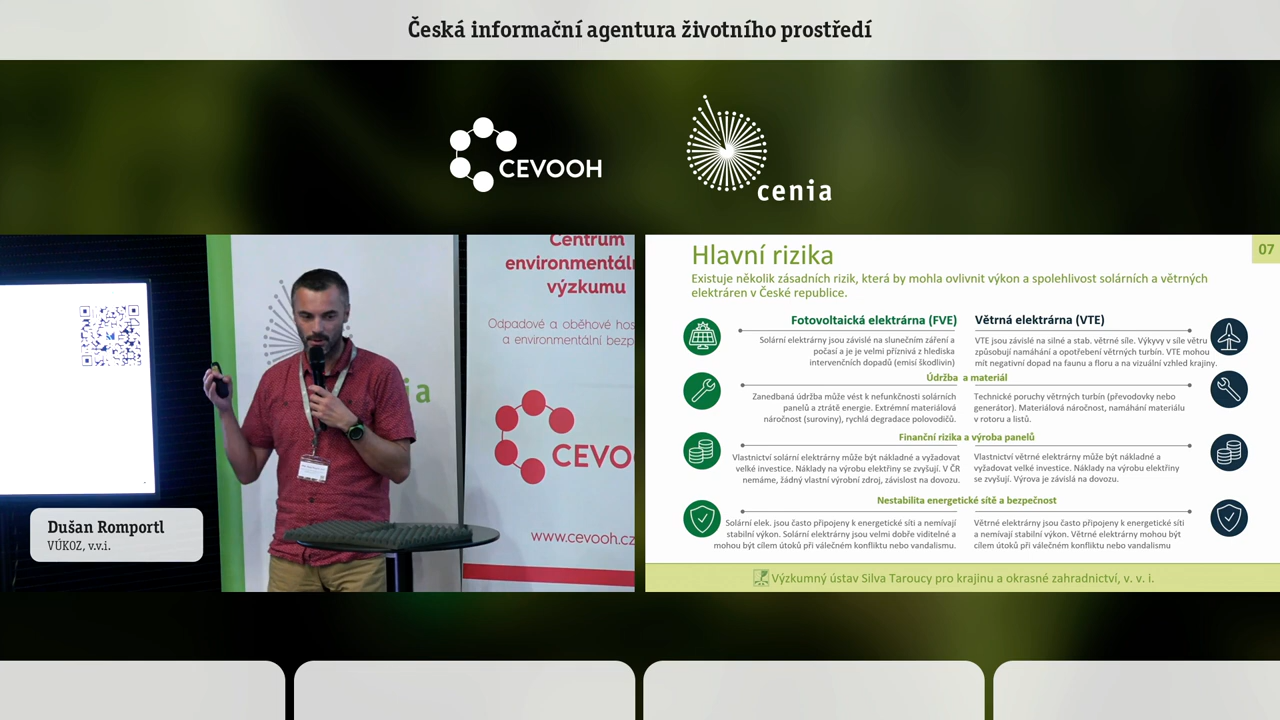 Česká informační agentura životního prostředí
CEVOOH
cenia
Centrum
environmentáln
výzkumu
Odpadové a oběhové hos
a environmentální bezp
nia
CEVO
www.cevooh.cz
Dušan Romportl
VÚKOZ, v.v.i.
07
Hlavní rizika
Existuje několik zásadních rizik, která by mohla ovlivnit výkon a spolehlivost solárních a větrných
elektráren v České republice.
Fotovoltaická elektrárna (FVE)
Solární elektrárny jsou závislé na slunečním záření a
počasí a je je velmi příznivá z hlediska
intervenčních dopadů (emisí škodlivin)
Větrná elektrárna (VTE)
VTE jsou závislé na silné a stab. větrné síle. Výkyvy v síle větru
způsobují namáhání a opotřebení větrných turbín. VTE mohou
mít negativní dopad na faunu a floru a na vizuální vzhled krajiny.
Údržba a materiál
Zanedbaná údržba může vést k nefunkčnosti solárních
panelů a ztrátě energie. Extrémní materiálová
náročnost (suroviny), rychlá degradace polovodičů.
Technické poruchy větrných turbín (převodovky nebo
generátor). Materiálová náročnost, namáhání materiálu
v rotoru a listů.
Finanční rizika a výroba panelů
Vlastnictví solární elektrárny může být nákladné a vyžadovat
velké investice. Náklady na výrobu elektřiny se zvyšují. V ČR
nemáme, žádný vlastní výrobní zdroj, závislost na dovozu.
Vlastnictví větrné elektrárny může být nákladné a
vyžadovat velké investice. Náklady na výrobu elektřiny
se zvyšují. Výrova je závislá na dovozu.
Nestabilita energetické sítě a bezpečnost
Solární elek. jsou často připojeny k energetické síti a nemívají
stabilní výkon. Solární elektrárny jsou velmi dobře viditelné a
mohou být cílem útoků při válečném konfliktu nebo vandalismu.
Větrné elektrárny jsou často připojeny k energetické síti
a nemívají stabilní výkon. Větrné elektrárny mohou být
cílem útoků při válečném konfliktu nebo vandalismu
Výzkumný ústav Silva Taroucy pro krajinu a okrasné zahradnictví, v. v. i.